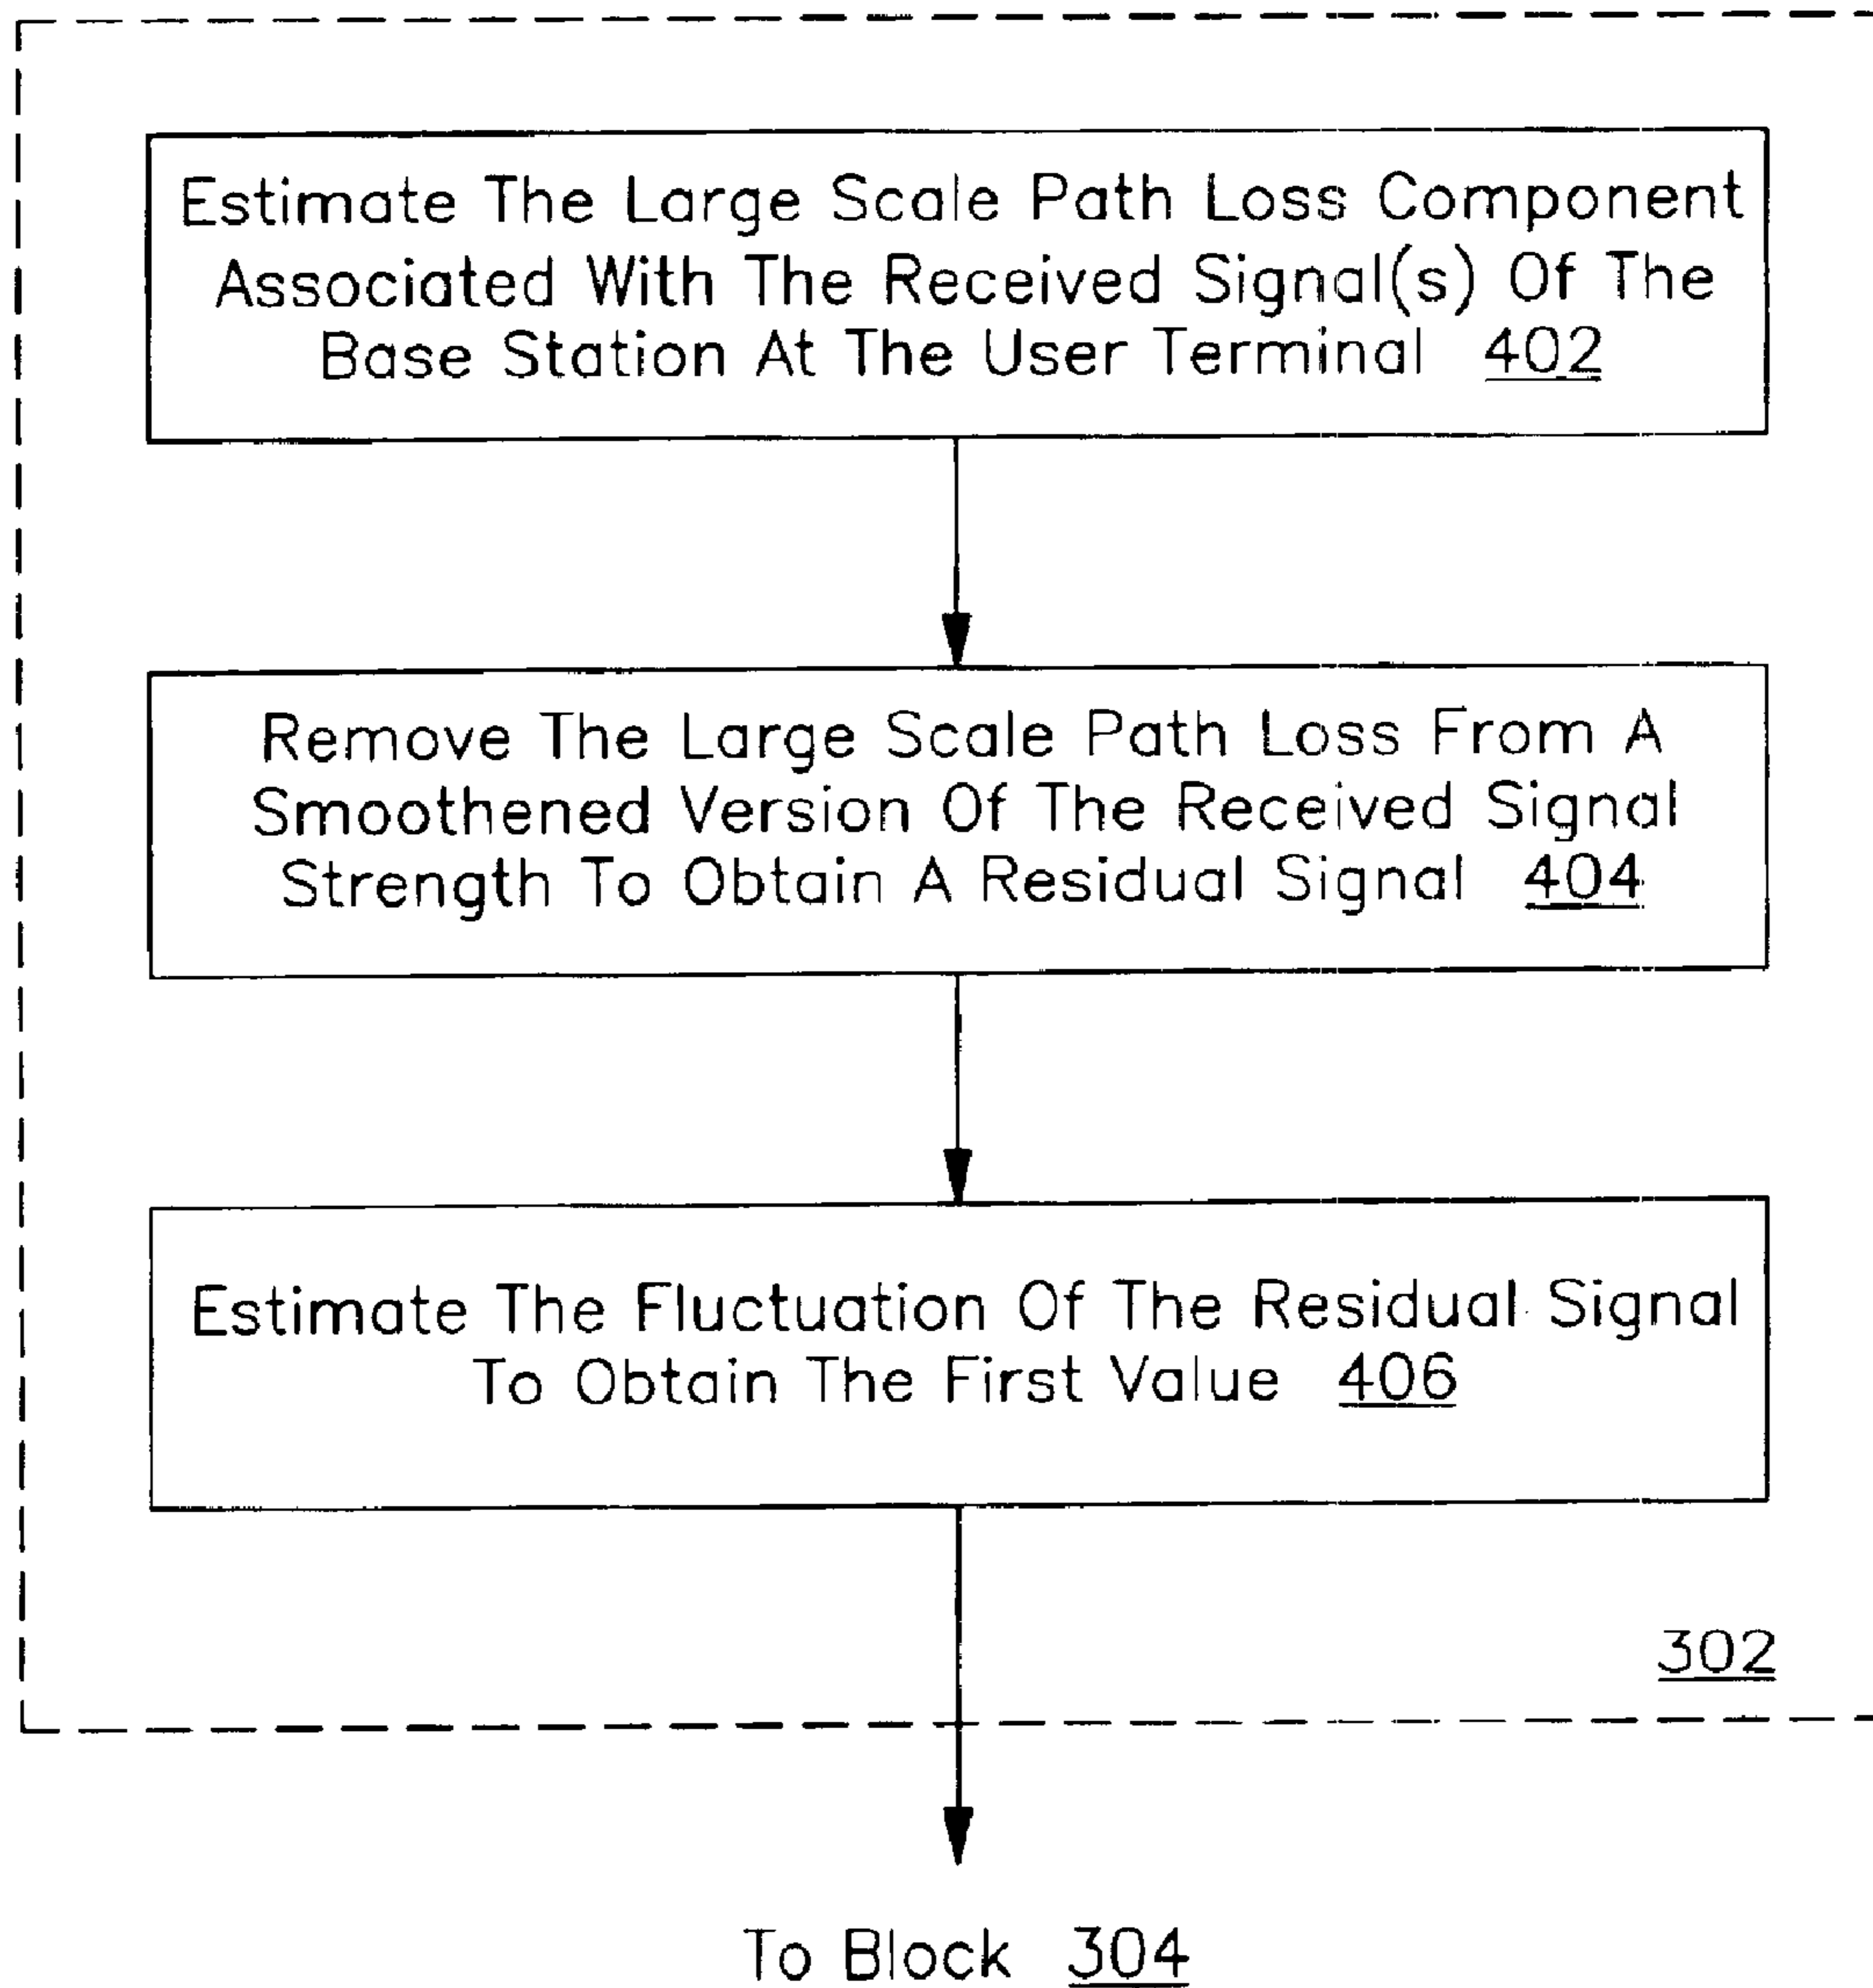 Estimate The Large Scale Path Loss Component
Associated With The Received Signal(s) Of The
Base Station At The User Terminal 402
Remove The Large Scale Path Loss From A
Smoothened Version Of The Received Signal
Strength To Obtain A Residual Signal 404
Estimate The Fluctuation Of The Residual Signal
To Obtain The First Value 406
302
To Block 304